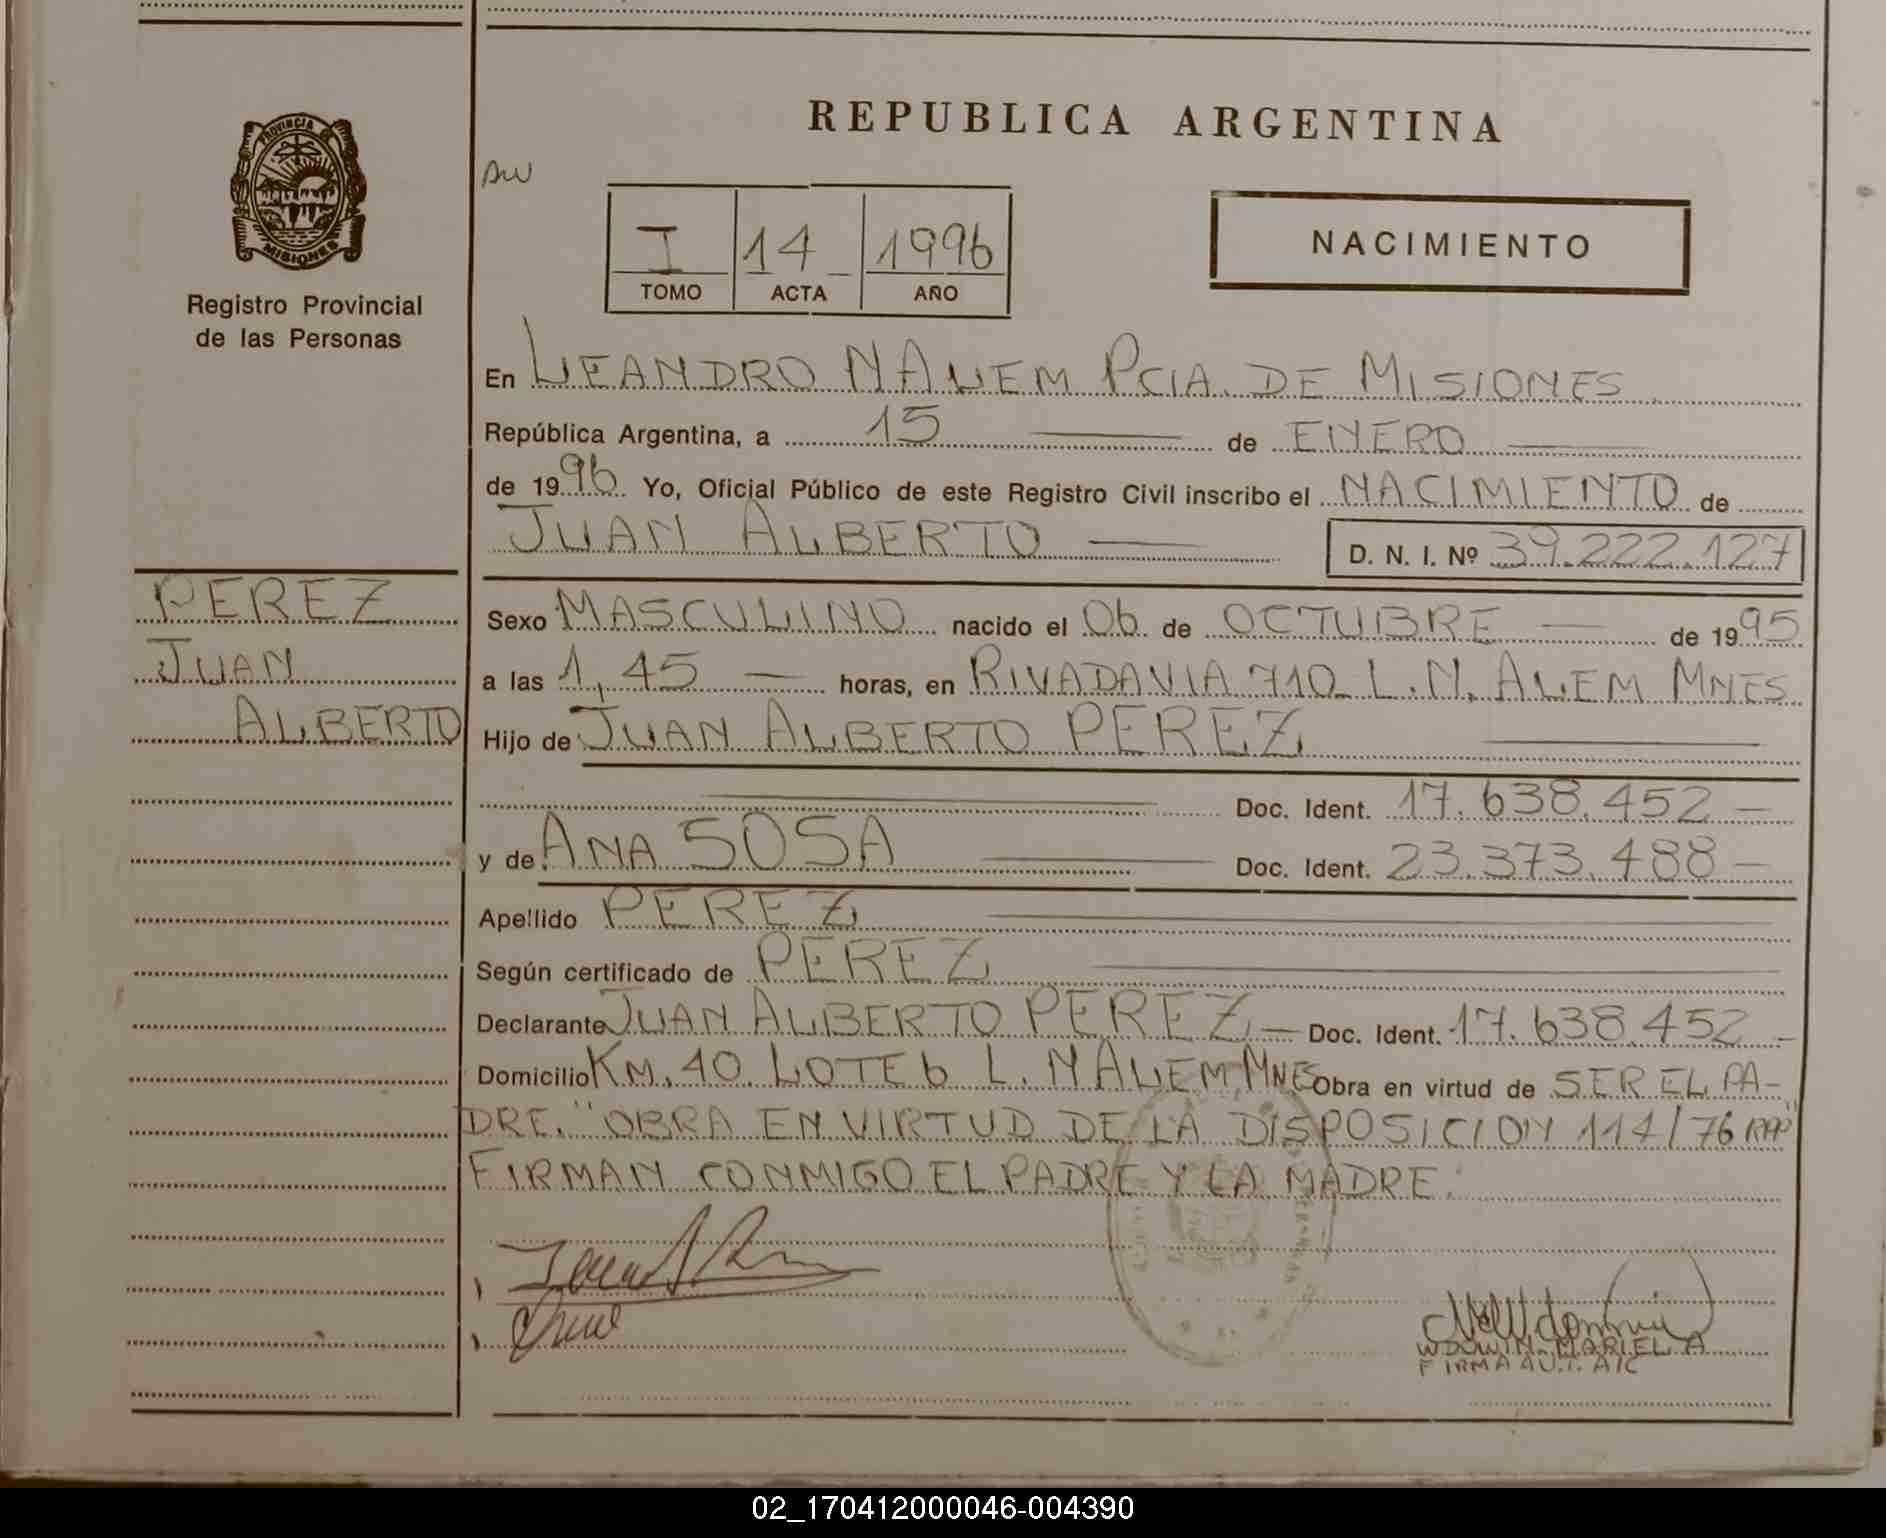 REPUBLICA ARGENTINA
PROVINCIA DE
MISIONES
Registro Provincial
de las Personas
I 14 1996
TOMO ACTA AÑO
NACIMIENTO
En LEANDRO N ALEM PCIA. DE MISIONES
República Argentina, a 15 de ENERO
de 1996 Yo, Oficial Público de este Registro Civil inscribo el NACIMIENTO de
JUAN ALBERTO D. N. I. Nº 39.222.127
PEREZ
JUAN
ALBERTO
Sexo MASCULINO nacido el 06 de OCTUBRE de 1995
a las 1,45 horas, en RIVADAVIA 710 L. N. ALEM MNES
Hijo de JUAN ALBERTO PEREZ
Doc. Ident. 17.638.452
y de ANA SOSA Doc. Ident. 23.373.488
Apellido PEREZ
Según certificado de PEREZ
Declarante JUAN ALBERTO PEREZ Doc. Ident. 17.638.452
Domicilio KM. 40. LOTE 6 L. N ALEM MNES Obra en virtud de SER EL PA-
DRE. "OBRA EN VIRTUD DE LA DISPOSICION 114/76 RPP"
FIRMAN CONMIGO EL PADRE Y LA MADRE.
WDOWIN MARIEL A
FIRMA AUT. A/C
02_170412000046-004390